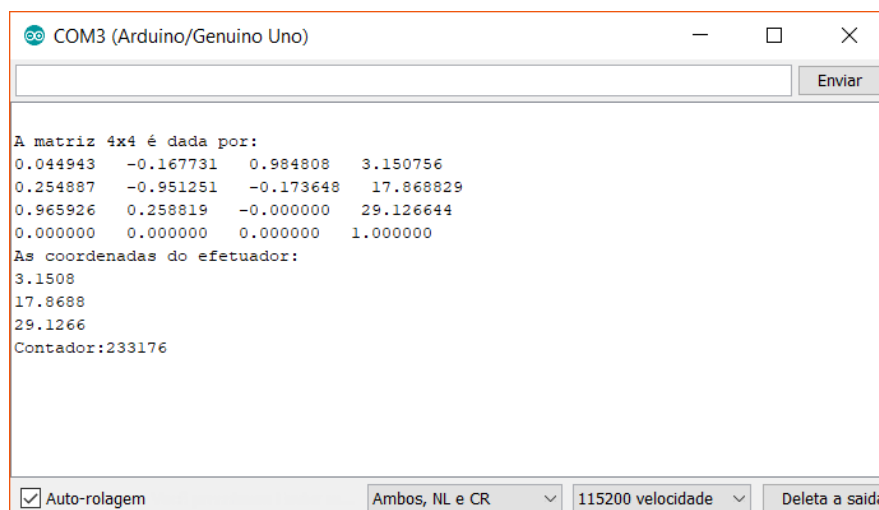 COM3 (Arduino/Genuino Uno)
Enviar
A matriz 4x4 é dada por:
0.044943 -0.167731 0.984808 3.150756
0.254887 -0.951251 -0.173648 17.868829
0.965926 0.258819 -0.000000 29.126644
0.000000 0.000000 0.000000 1.000000
As coordenadas do efetuador:
3.1508
17.8688
29.1266
Contador:233176
Auto-rolagem Ambos, NL e CR 115200 velocidade Deleta a saida